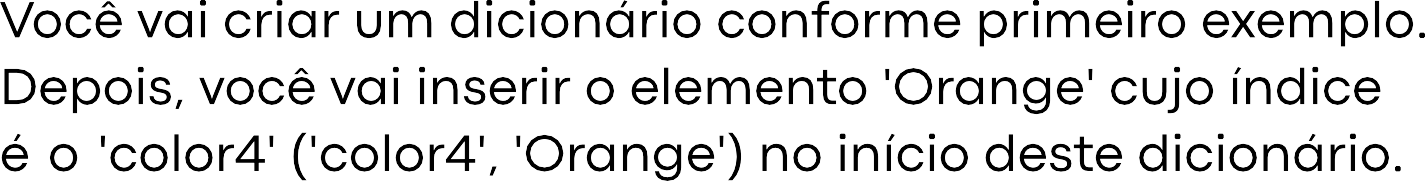 Você vai criar um dicionário conforme primeiro exemplo.
Depois, você vai inserir o elemento 'Orange' cujo índice
é o 'color4' ('color4', 'Orange') no início deste dicionário.